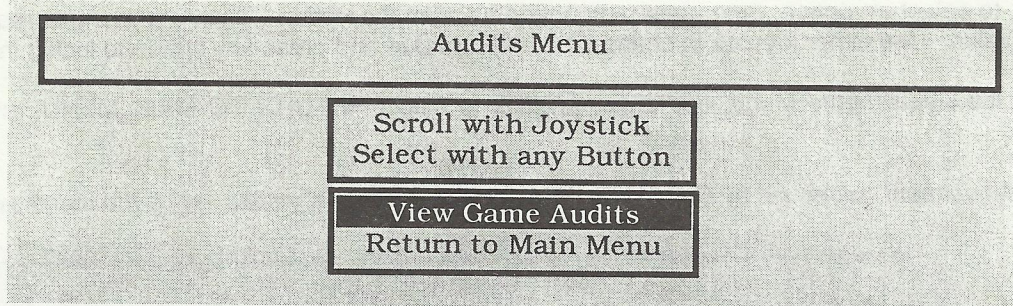 Audits Menu
Scroll with Joystick
Select with any Button
View Game Audits
Return to Main Menu